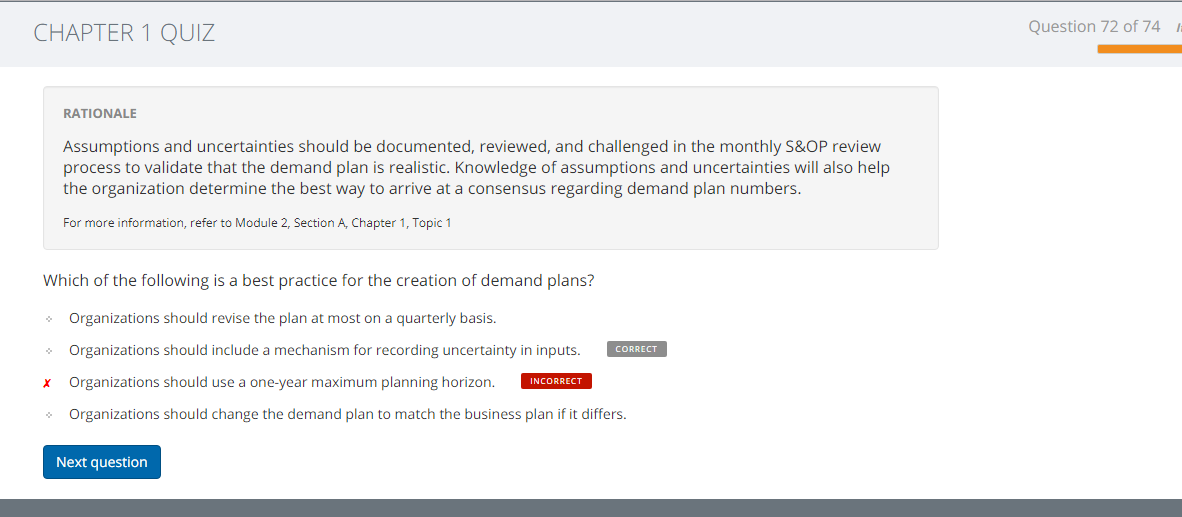 CHAPTER 1 QUIZ
Question 72 of 74
RATIONALE
Assumptions and uncertainties should be documented, reviewed, and challenged in the monthly S&OP review
process to validate that the demand plan is realistic. Knowledge of assumptions and uncertainties will also help
the organization determine the best way to arrive at a consensus regarding demand plan numbers.
For more information, refer to Module 2, Section A, Chapter 1, Topic 1
Which of the following is a best practice for the creation of demand plans?
Organizations should revise the plan at most on a quarterly basis.
Organizations should include a mechanism for recording uncertainty in inputs. CORRECT
✗ Organizations should use a one-year maximum planning horizon. INCORRECT
Organizations should change the demand plan to match the business plan if it differs.
Next question